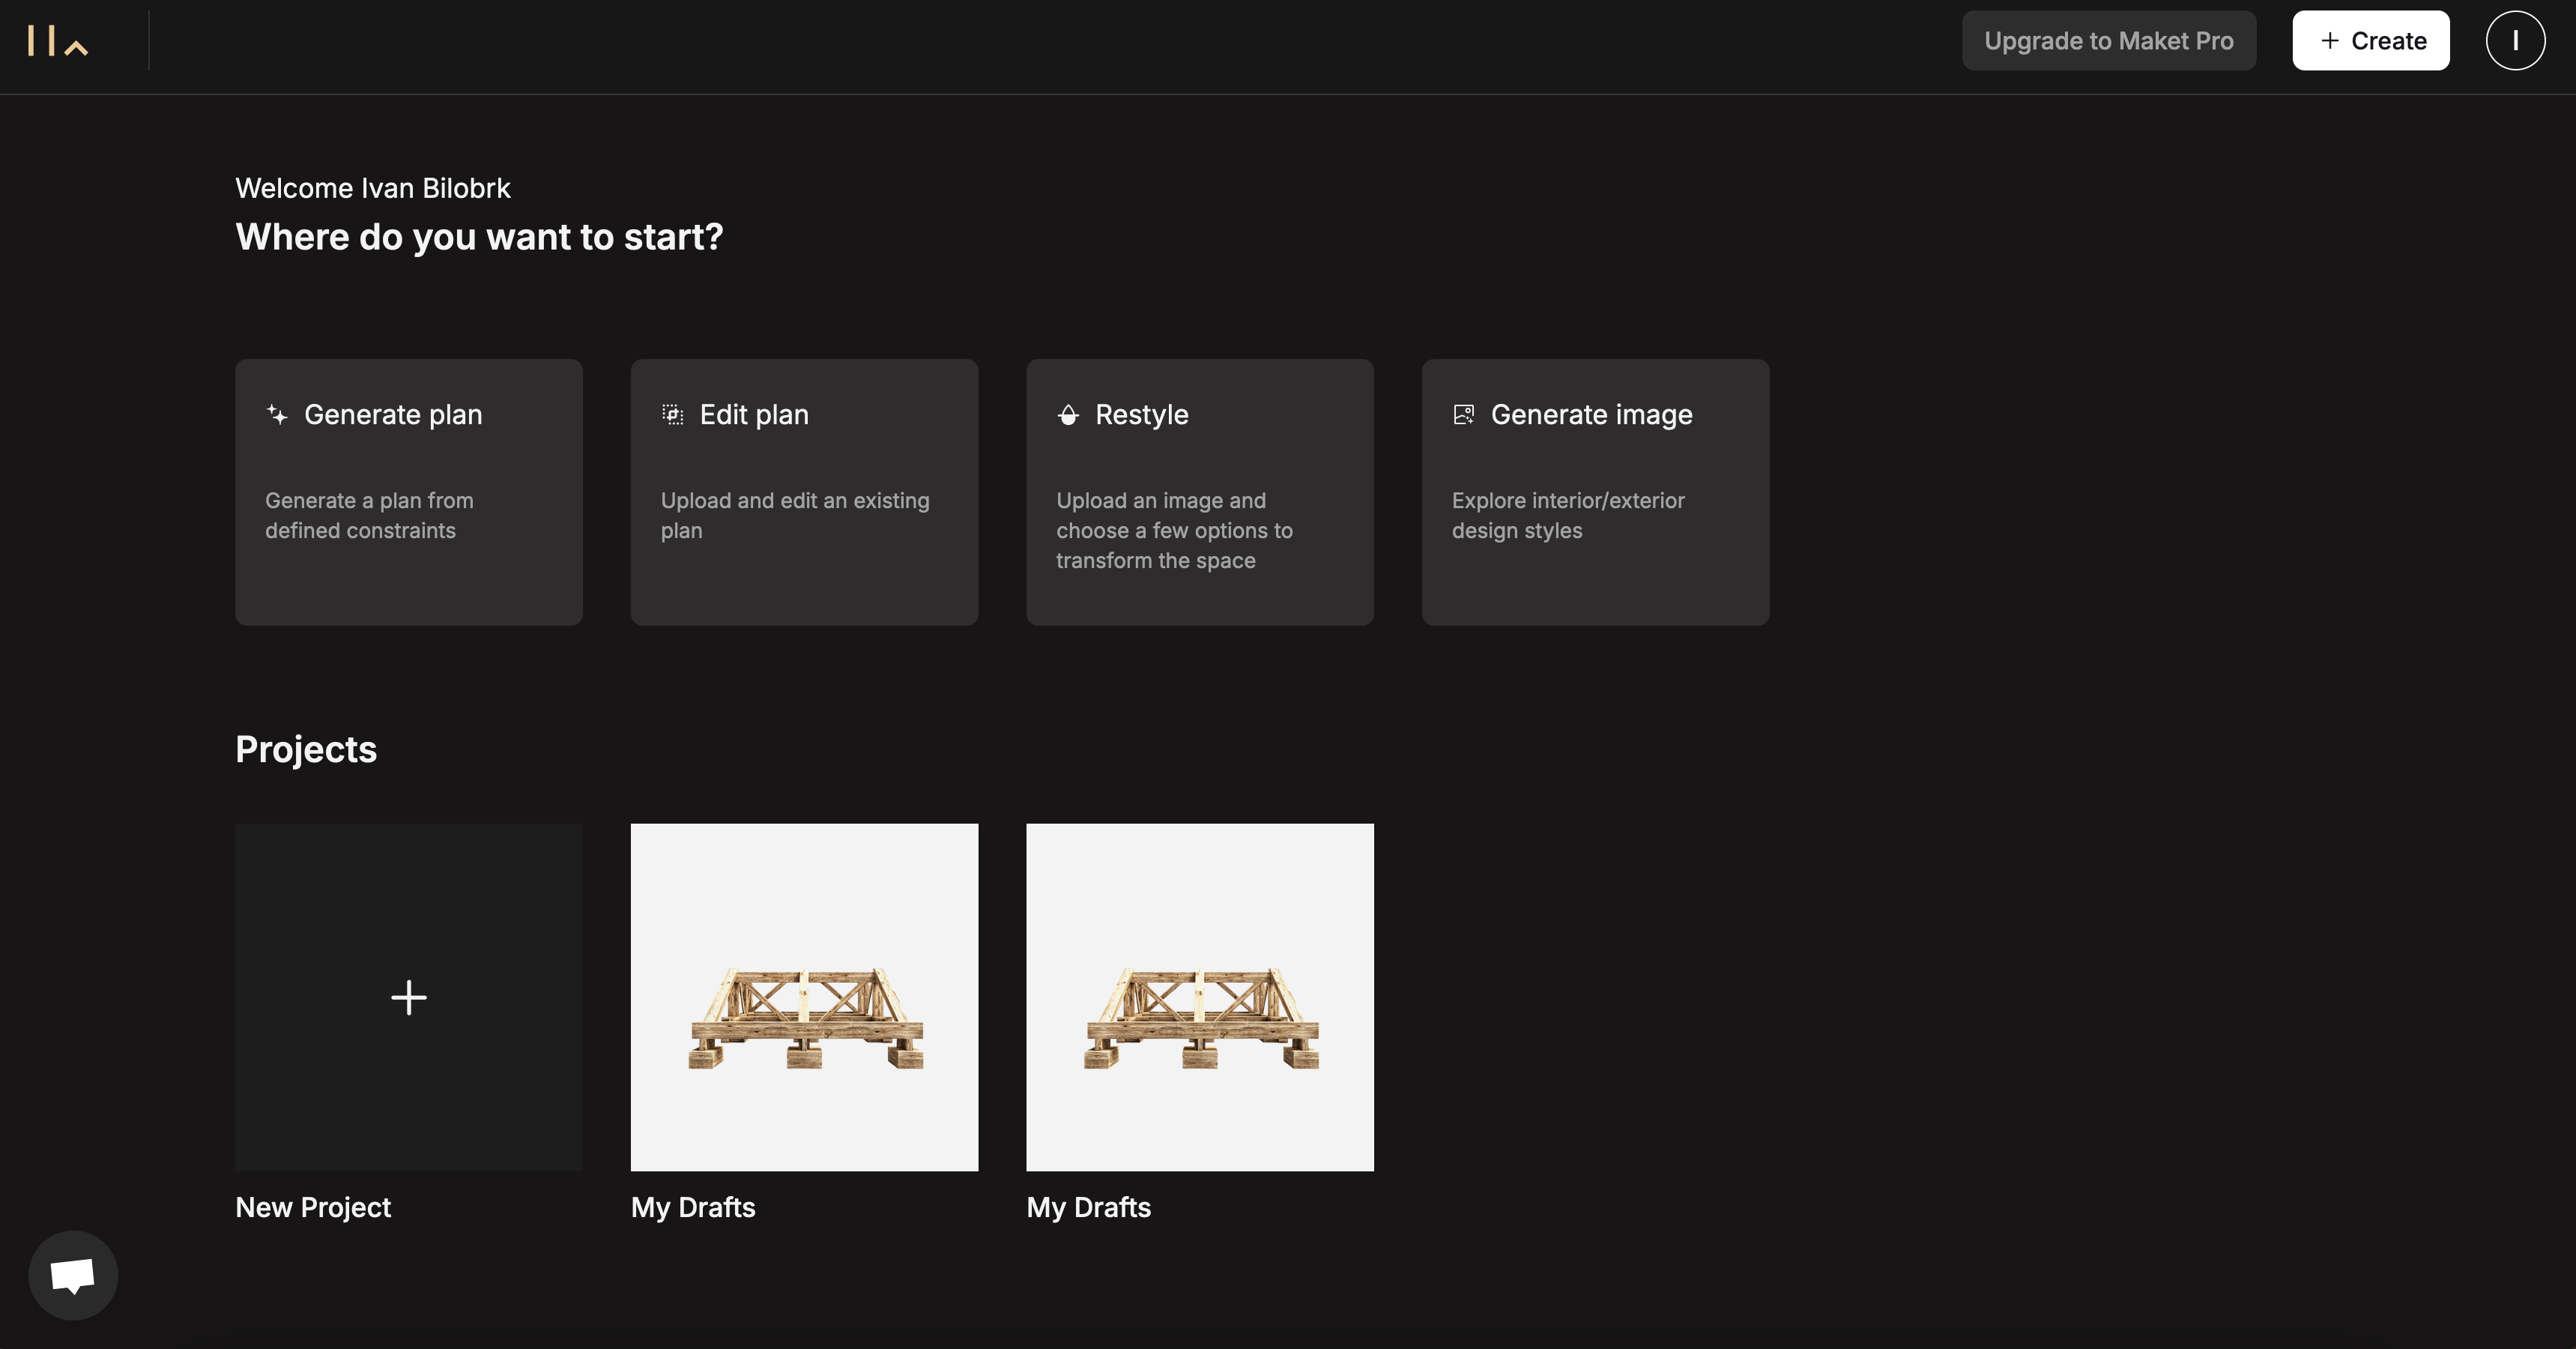 Upgrade to Maket Pro
+ Create
I
Welcome Ivan Bilobrk
Where do you want to start?
Generate plan
Generate a plan from
defined constraints
Edit plan
Upload and edit an existing
plan
Restyle
Upload an image and
choose a few options to
transform the space
Generate image
Explore interior/exterior
design styles
Projects
New Project
My Drafts
My Drafts